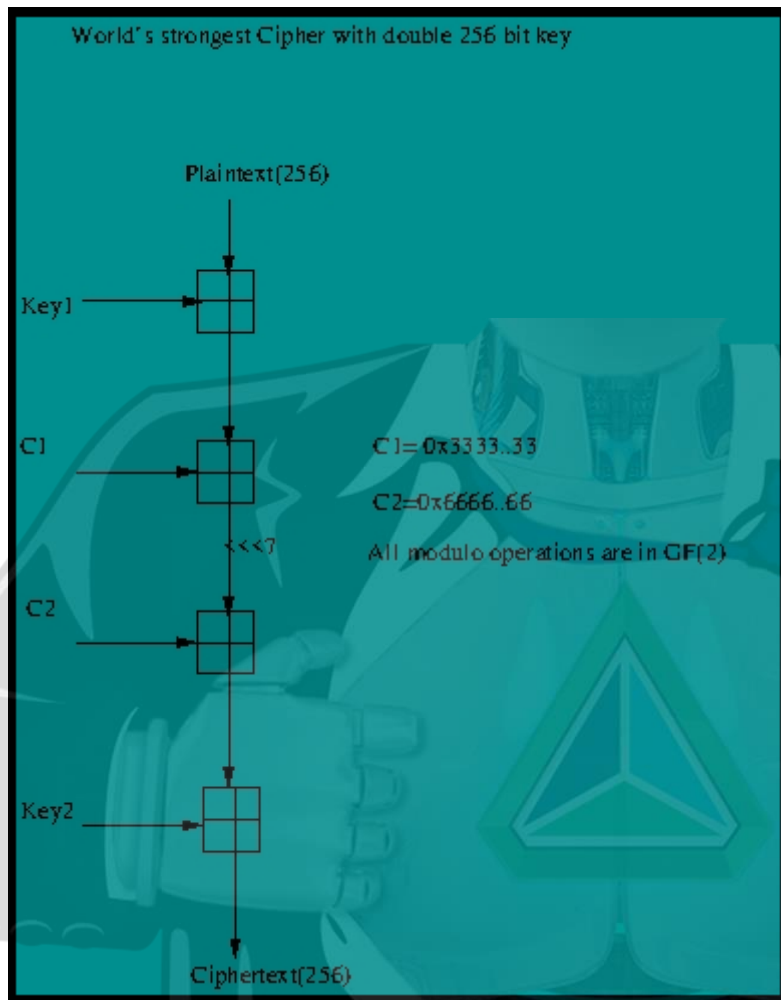 World's strongest Cipher with double 256 bit key
Plaintext(256)
Key1
C1
C1= 0x3333..33
C2=0x6666..66
<<<7
All modulo operations are in GF(2)
C2
Key2
Ciphertext(256)